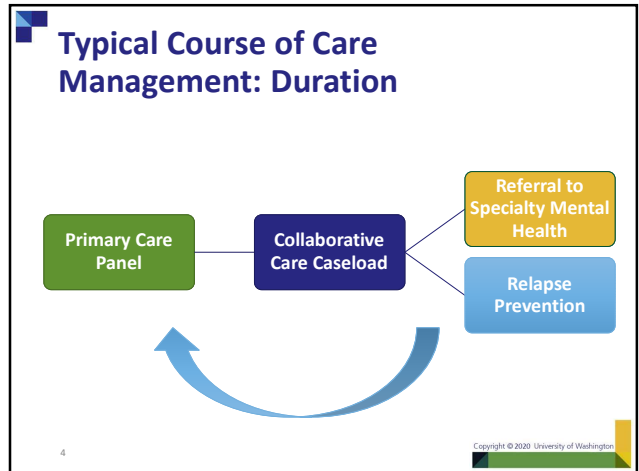 Typical Course of Care
Management: Duration
Primary Care
Panel
Collaborative
Care Caseload
Referral to
Specialty Mental
Health
Relapse
Prevention
4
Copyright © 2020 University of Washington